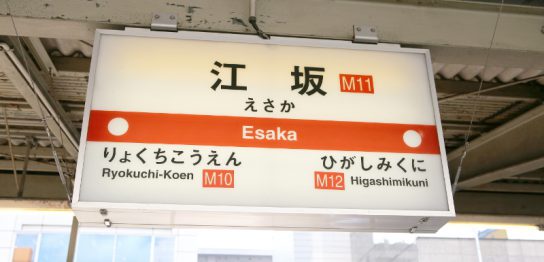 江坂 M11
えさか
Esaka
りょくちこうえん
Ryokuchi-Koen M10
ひがしみくに
M12 Higashimikuni